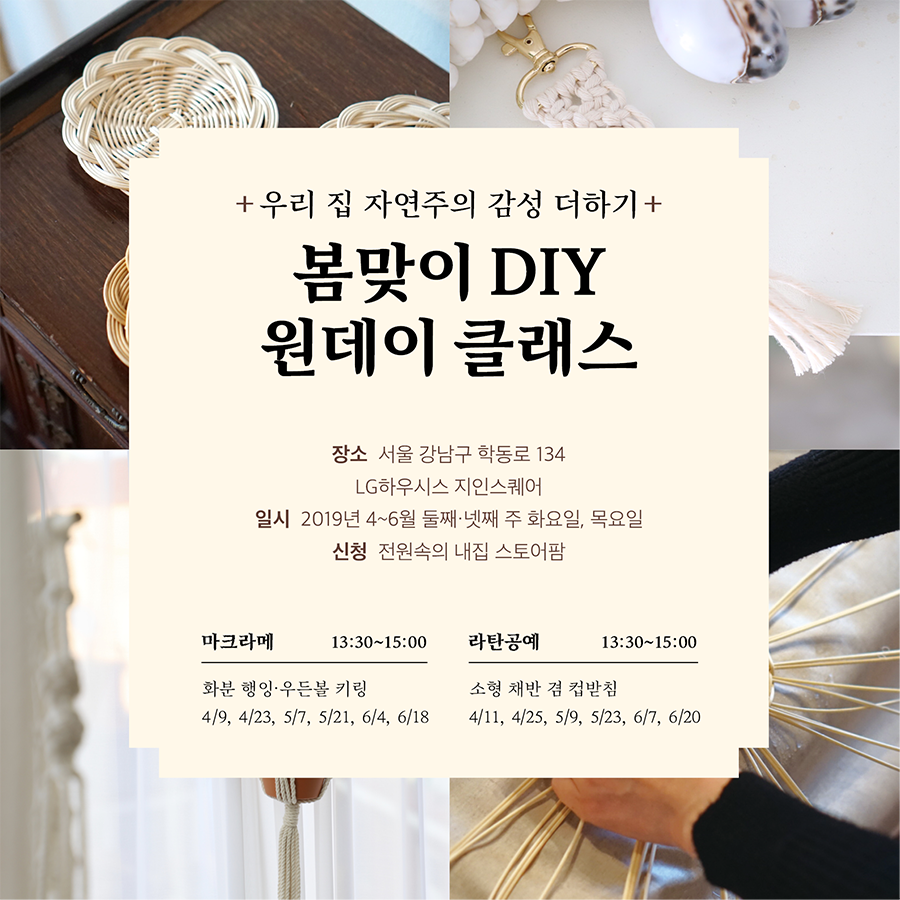 +우리 집 자연주의 감성 더하기+
봄맞이 DIY
원데이 클래스
장소 서울 강남구 학동로 134
LG하우시스 지인스퀘어
일시 2019년 4~6월 둘째·넷째 주 화요일, 목요일
신청 전원속의 내집 스토어팜
마크라메 13:30~15:00
화분 행잉·우든볼 키링
4/9, 4/23, 5/7, 5/21, 6/4, 6/18
라탄공예 13:30~15:00
소형 채반 겸 컵받침
4/11, 4/25, 5/9, 5/23, 6/7, 6/20